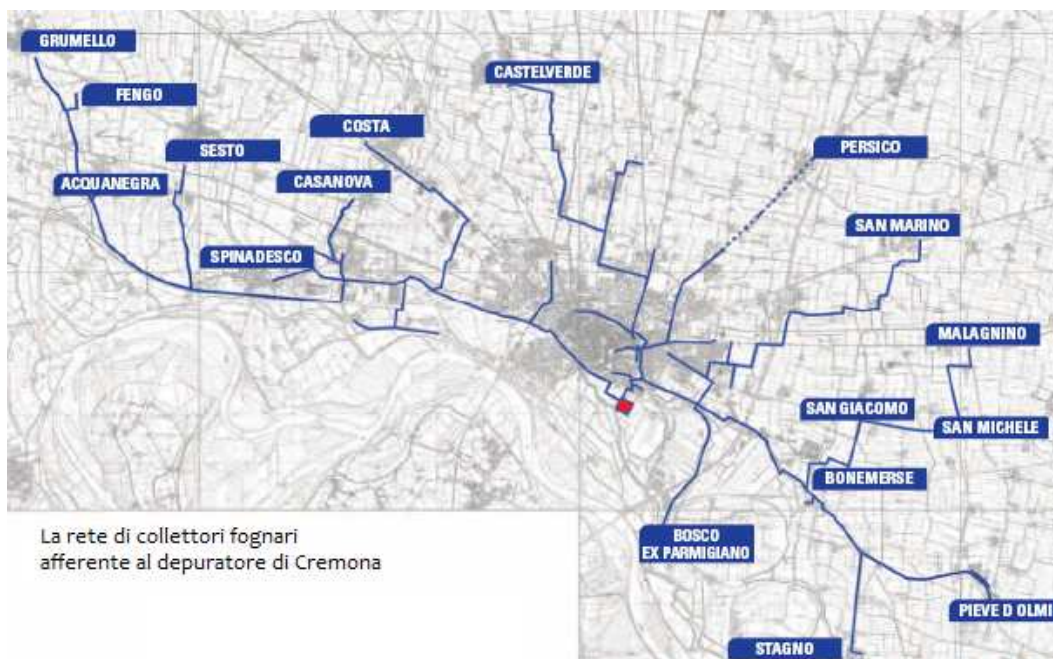 GRUMELLO
CASTELVERDE
FENGO
COSTA
SESTO
PERSICO
ACQUANEGRA
CASANOVA
SAN MARINO
SPINADESCO
MALAGNINO
SAN GIACOMO
SAN MICHELE
BONEMERSE
BOSCO
EX PARMIGIANO
La rete di collettori fognari
afferente al depuratore di Cremona
PIEVE D OLMI
STAGNO